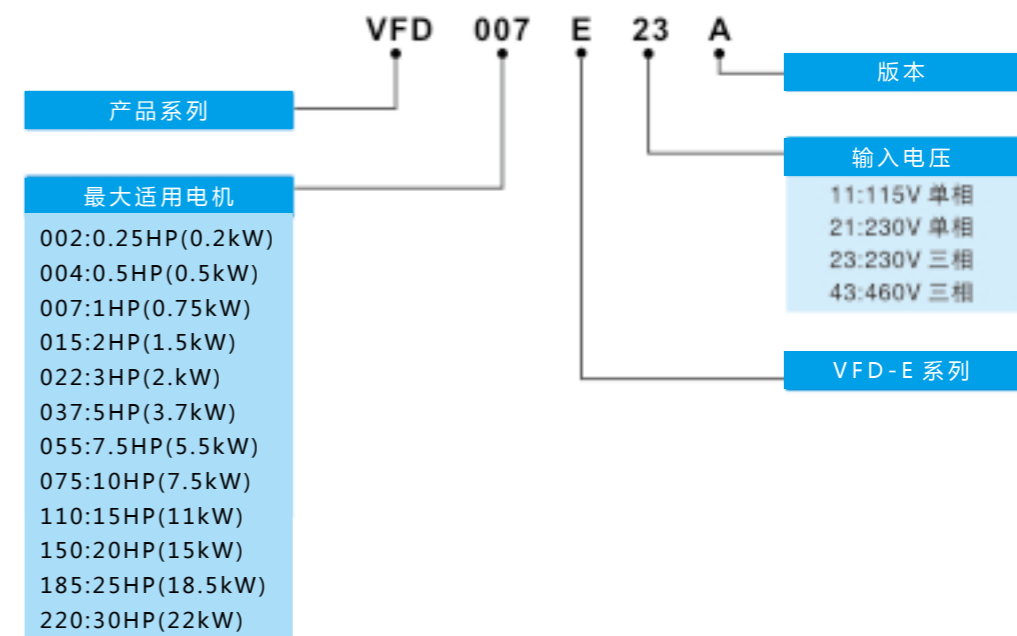 VFD 007 E 23 A
产品系列
最大适用电机
002:0.25HP(0.2kW)
004:0.5HP(0.5kW)
007:1HP(0.75kW)
015:2HP(1.5kW)
022:3HP(2.kW)
037:5HP(3.7kW)
055:7.5HP(5.5kW)
075:10HP(7.5kW)
110:15HP(11kW)
150:20HP(15kW)
185:25HP(18.5kW)
220:30HP(22kW)
版本
输入电压
11:115V 单相
21:230V 单相
23:230V 三相
43:460V 三相
VFD-E 系列